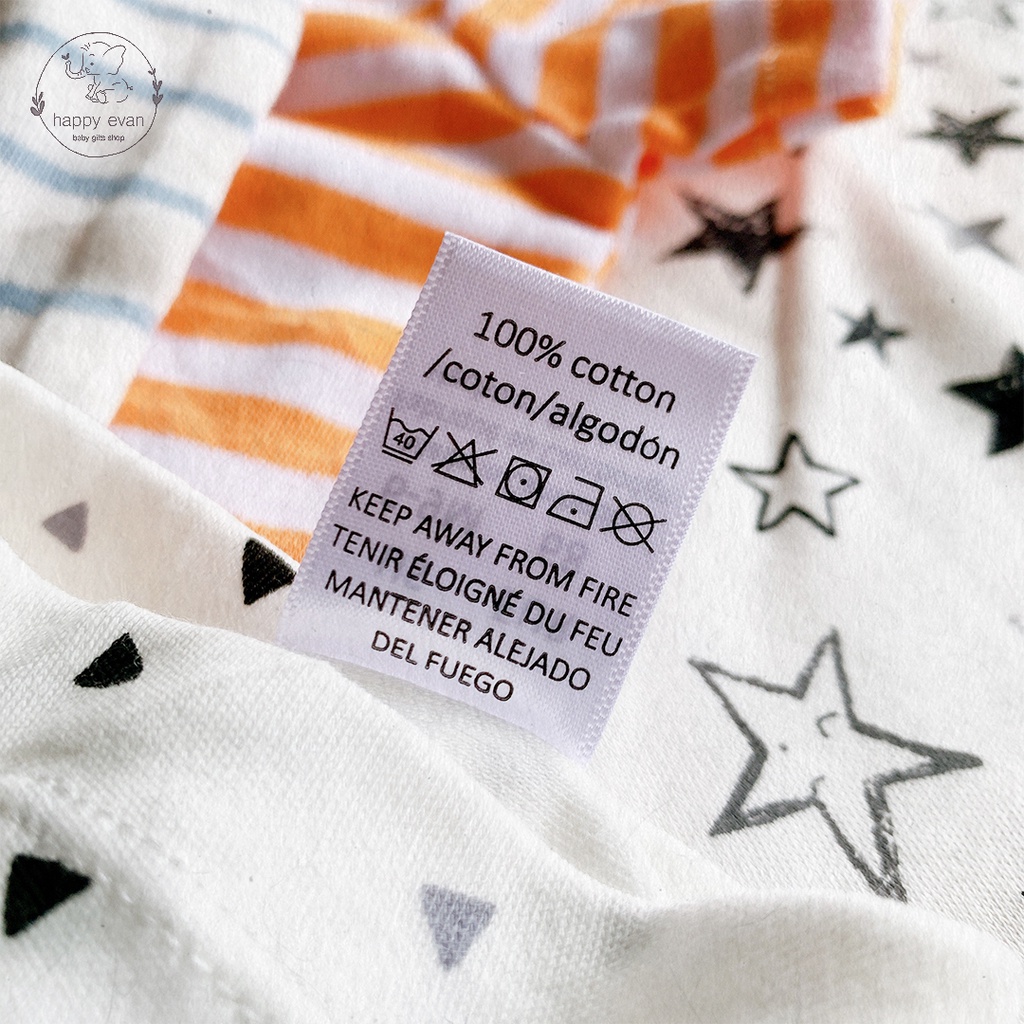 happy evan
baby gifts shop
100% cotton
/coton/algodón
40
KEEP AWAY FROM FIRE
TENIR ÉLOIGNÉ DU FEU
MANTENER ALEJADO
DEL FUEGO